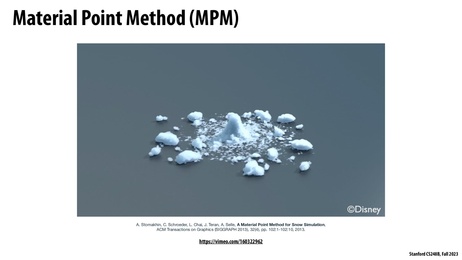 Material Point Method (MPM)
©Disney
A. Stomakhin, C. Schroeder, L. Chai, J. Teran, A. Selle, A Material Point Method for Snow Simulation,
ACM Transactions on Graphics (SIGGRAPH 2013), 32(4), pp. 102:1-102:10, 2013.
https://vimeo.com/160322962
Stanford CS248B, Fall 2023